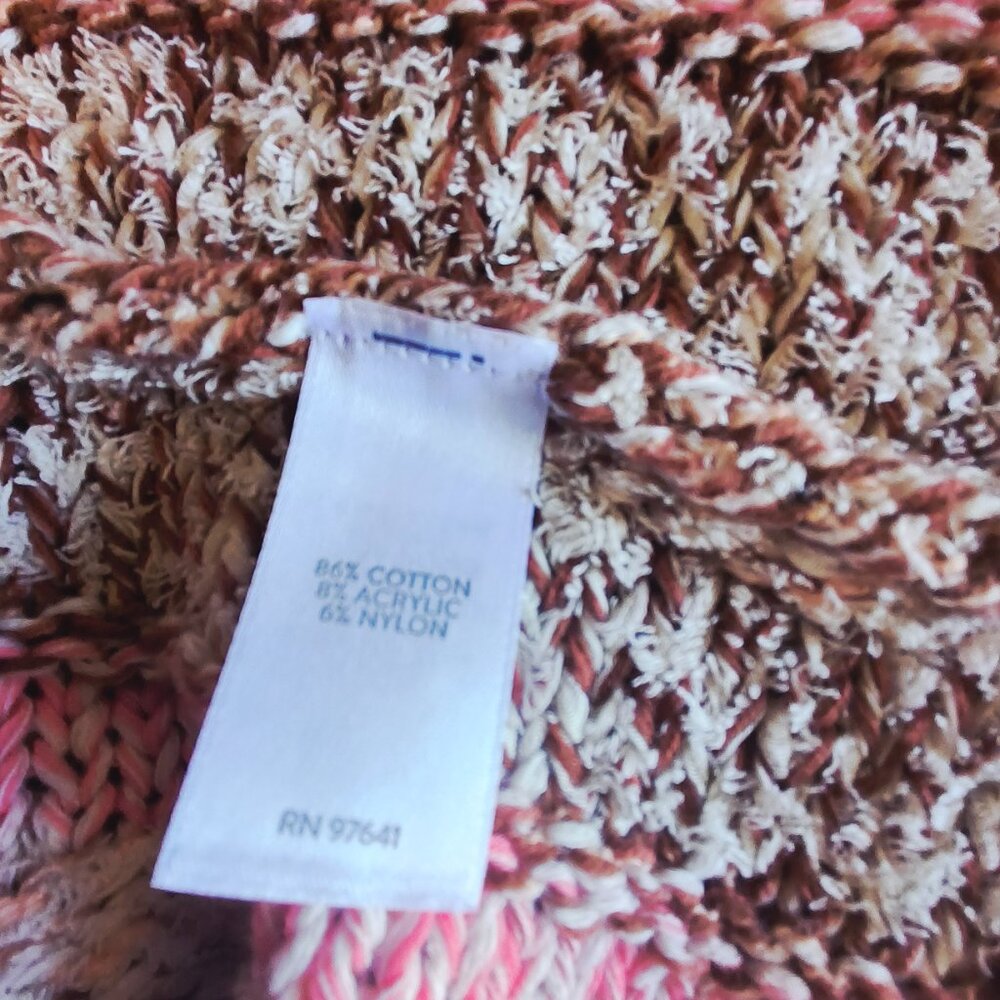 86% COTTON
8% ACRYLIC
6% NYLON
RN 97641